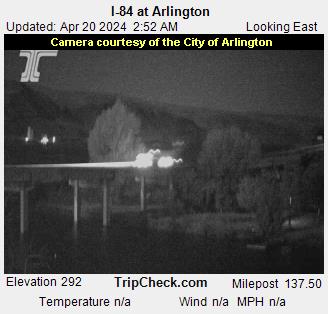 I-84 at Arlington
Updated: Apr 20 2024 2:52 AM Looking East
Camera courtesy of the City of Arlington
Elevation 292 TripCheck.com Milepost 137.50
Temperature n/a Wind n/a MPH n/a